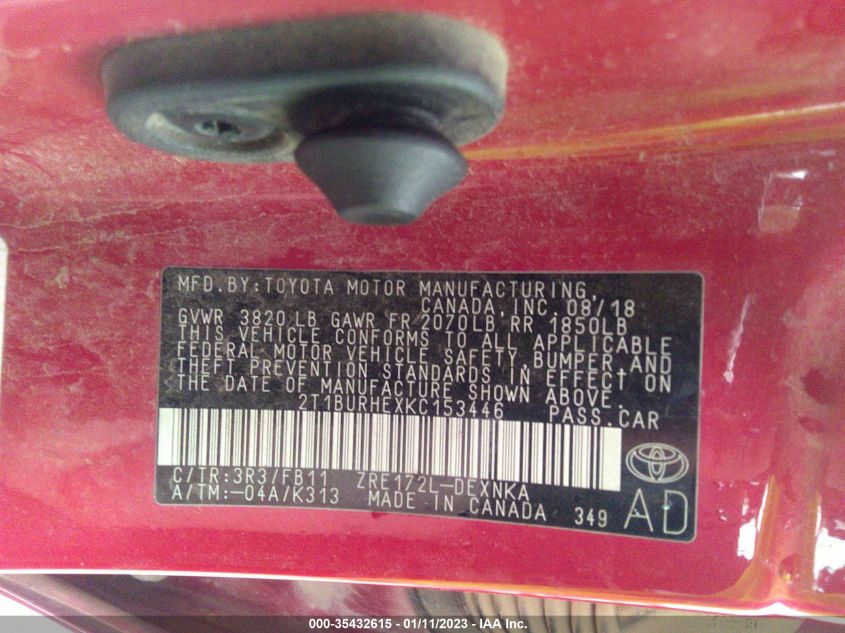 MFD. BY:TOYOTA MOTOR MANUFACTURING,
CANADA, INC. 08/18
GVWR 3820 LB GAWR FR 2070LB RR 1850LB
THIS VEHICLE CONFORMS TO ALL APPLICABLE
FEDERAL MOTOR VEHICLE SAFETY, BUMPER, AND
THEFT PREVENTION STANDARDS IN EFFECT ON
THE DATE OF MANUFACTURE SHOWN ABOVE.
2T1BURHEXKC153446 PASS.CAR
C/TR:3R3/FB11 ZRE172L-DEXNKA
A/TM:-04A/K313 MADE IN CANADA 349 AD
000-35432615 - 01/11/2023 - IAA Inc.